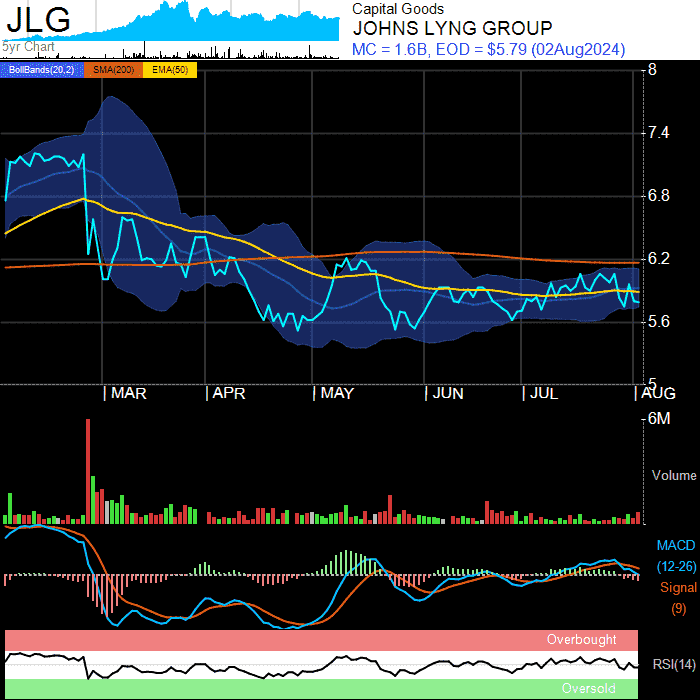 JLG
5yr Chart
Capital Goods
JOHNS LYNG GROUP
MC = 1.6B, EOD = $5.79 (02Aug2024)
BollBands(20,2) SMA(200) EMA(50)
8
7.4
6.8
6.2
5.6
5
MAR APR MAY JUN JUL AUG
6M
Volume
MACD
(12-26)
Signal
(9)
Overbought
RSI(14)
Oversold